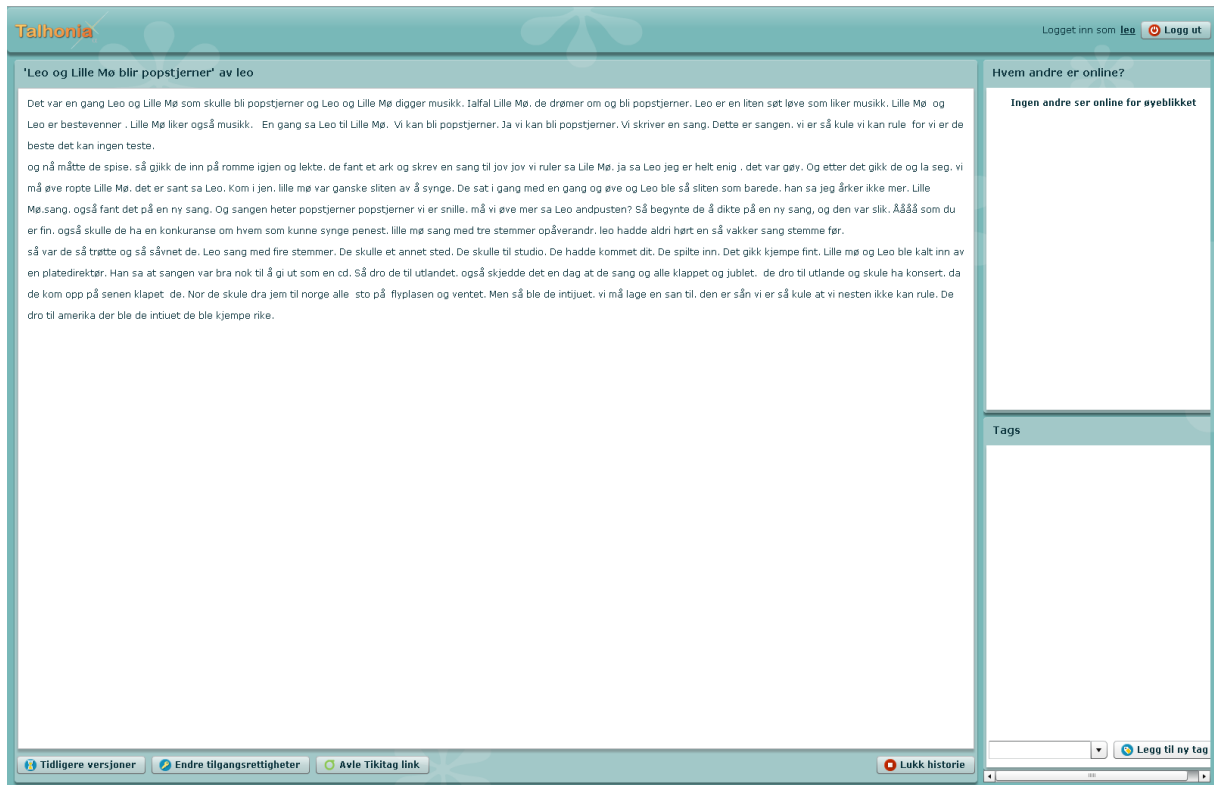 Talhonia
Logget inn som leo Logg ut
'Leo og Lille Mø blir popstjerner' av leo
Det var en gang Leo og Lille Mø som skulle bli popstjerner og Leo og Lille Mø digger musikk. Ialfal Lille Mø. de drømer om og bli popstjerner. Leo er en liten søt løve som liker musikk. Lille Mø og
Leo er bestevenner . Lille Mø liker også musikk. En gang sa Leo til Lille Mø. Vi kan bli popstjerner. Ja vi kan bli popstjerner. Vi skriver en sang. Dette er sangen. vi er så kule vi kan rule for vi er de
beste det kan ingen teste.
og nå måtte de spise. så gjikk de inn på romme igjen og lekte. de fant et ark og skrev en sang til jov jov vi ruler sa Lile Mø. ja sa Leo jeg er helt enig . det var gøy. Og etter det gikk de og la seg. vi
må øve ropte Lille Mø. det er sant sa Leo. Kom i jen. lille mø var ganske sliten av å synge. De sat i gang med en gang og øve og Leo ble så sliten som barede. han sa jeg årker ikke mer. Lille
Mø.sang. også fant det på en ny sang. Og sangen heter popstjerner popstjerner vi er snille. må vi øve mer sa Leo andpusten? Så begynte de å dikte på en ny sang, og den var slik. Åååå som du
er fin. også skulle de ha en konkuranse om hvem som kunne synge penest. lille mø sang med tre stemmer opåverandr. leo hadde aldri hørt en så vakker sang stemme før.
så var de så trøtte og så såvnet de. Leo sang med fire stemmer. De skulle et annet sted. De skulle til studio. De hadde kommet dit. De spilte inn. Det gikk kjempe fint. Lille mø og Leo ble kalt inn av
en platedirektør. Han sa at sangen var bra nok til å gi ut som en cd. Så dro de til utlandet. også skjedde det en dag at de sang og alle klappet og jublet. de dro til utlande og skule ha konsert. da
de kom opp på senen klapet de. Nor de skule dra jem til norge alle sto på flyplasen og ventet. Men så ble de intijuet. vi må lage en san til. den er sån vi er så kule at vi nesten ikke kan rule. De
dro til amerika der ble de intiuet de ble kjempe rike.
Tidligere versjoner Endre tilgangsrettigheter Avle Tikitag link Lukk historie
Hvem andre er online?
Ingen andre ser online for øyeblikket
Tags
Legg til ny tag